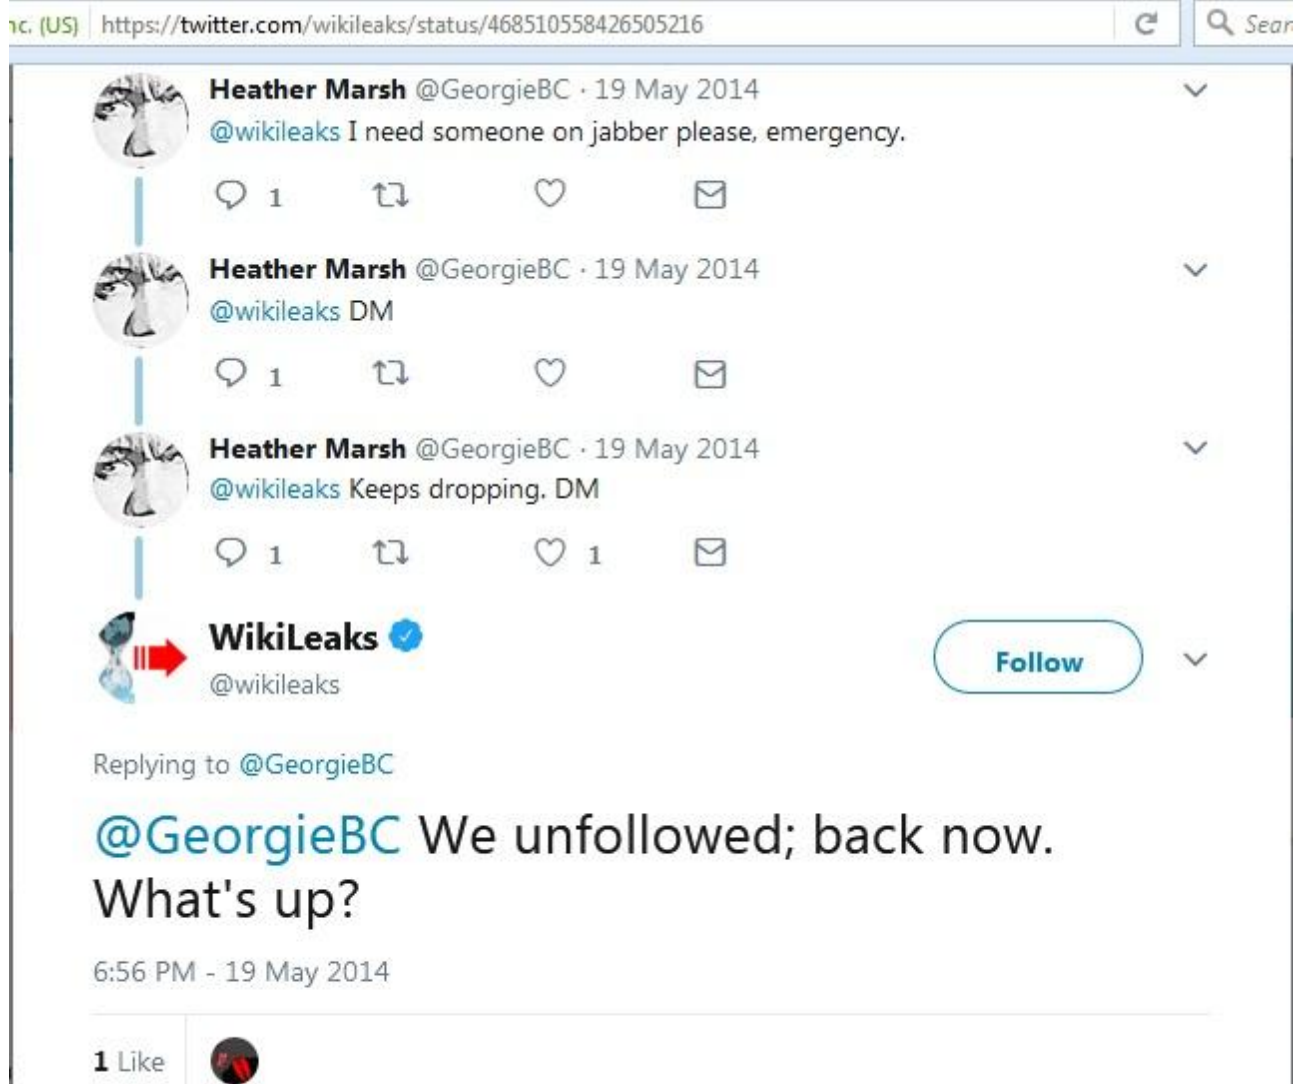 nc. (US) https://twitter.com/wikileaks/status/468510558426505216 Sear
Heather Marsh @GeorgieBC · 19 May 2014
@wikileaks I need someone on jabber please, emergency.
1
Heather Marsh @GeorgieBC · 19 May 2014
@wikileaks DM
1
Heather Marsh @GeorgieBC · 19 May 2014
@wikileaks Keeps dropping. DM
1 1
WikiLeaks
@wikileaks
Follow
Replying to @GeorgieBC
@GeorgieBC We unfollowed; back now.
What's up?
6:56 PM - 19 May 2014
1 Like